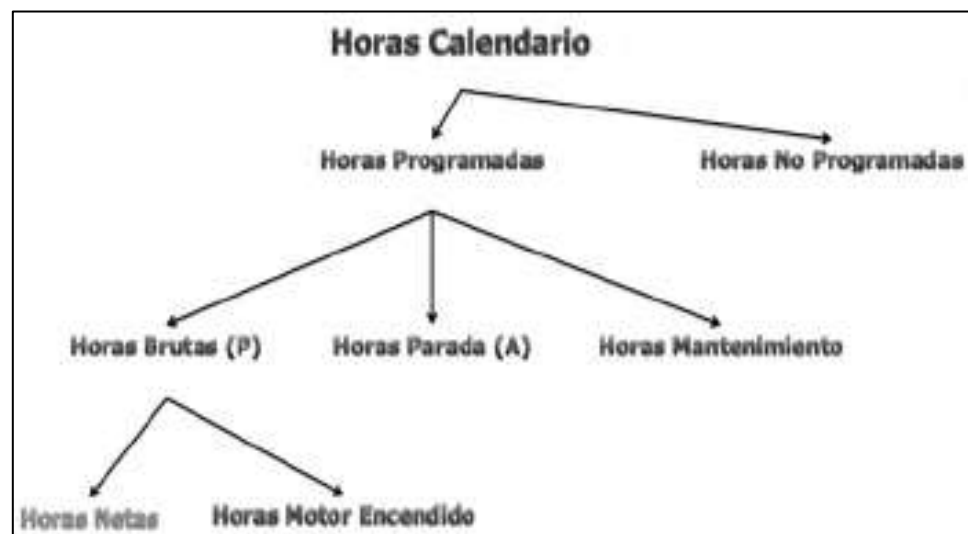 Horas Calendario
Horas Programadas Horas No Programadas
Horas Brutas (P) Horas Parada (A) Horas Mantenimiento
Horas Netas Horas Motor Encendido